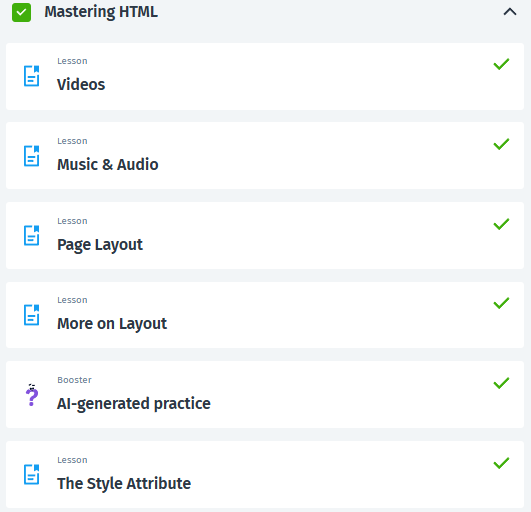 Mastering HTML
Lesson
Videos
Lesson
Music & Audio
Lesson
Page Layout
Lesson
More on Layout
Booster
AI-generated practice
Lesson
The Style Attribute